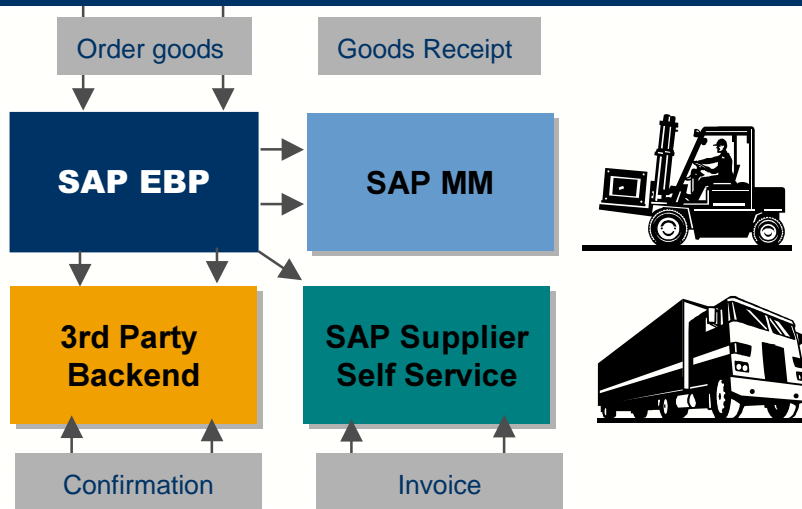 Order goods
Goods Receipt
SAP EBP
SAP MM
3rd Party
Backend
SAP Supplier
Self Service
Confirmation
Invoice